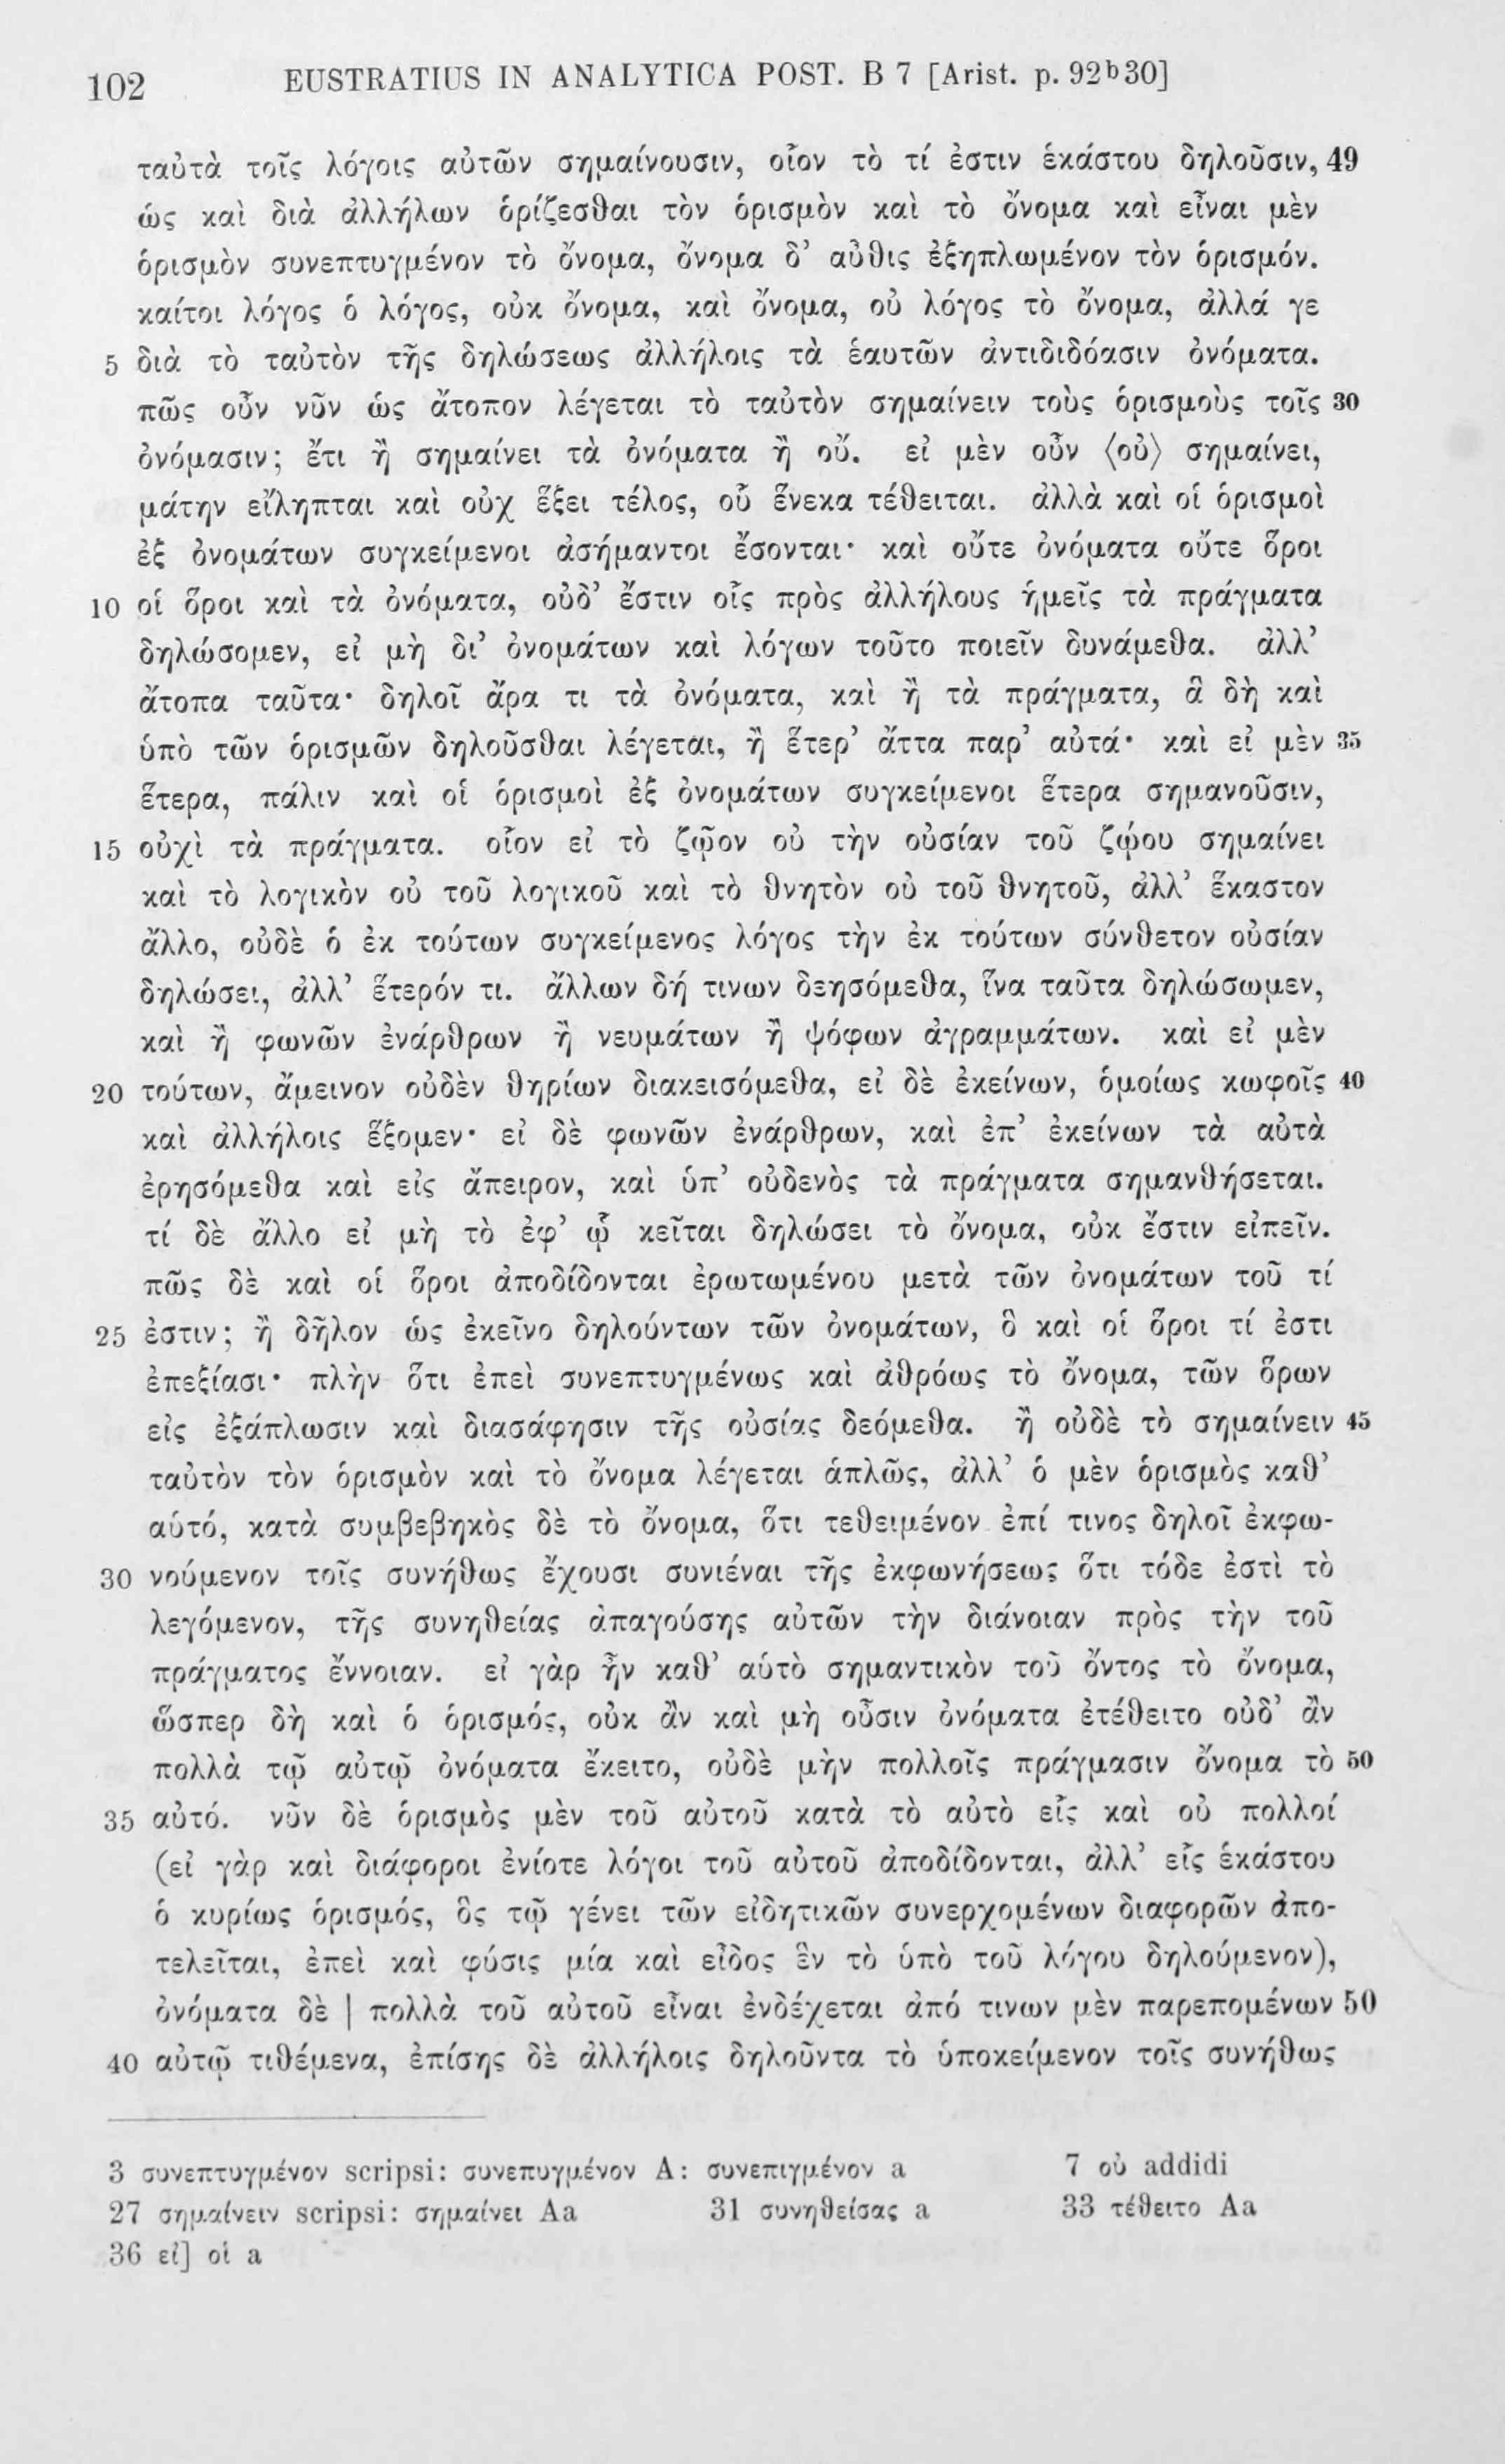 102 EUSTRATIUS IN ANALYTICA POST. B 7 [Arist. p. 92b30]
ταὐτὰ τοῖς λόγοις αὐτῶν σημαίνουσιν, οἷον τὸ τί ἐστιν ἑκάστου δηλοῦσιν, 49
ὡς καὶ διὰ ἀλλήλων ὁρίζεσθαι τὸν ὁρισμὸν καὶ τὸ ὄνομα καὶ εἶναι μὲν
ὁρισμὸν συνεπτυγμένον τὸ ὄνομα, ὄνομα δ' αὖθις ἐξηπλωμένον τὸν ὁρισμόν.
καίτοι λόγος ὁ λόγος, οὐκ ὄνομα, καὶ ὄνομα, οὐ λόγος τὸ ὄνομα, ἀλλά γε
5 διὰ τὸ ταὐτὸν τῆς δηλώσεως ἀλλήλοις τὰ ἑαυτῶν ἀντιδιδόασιν ὀνόματα.
πῶς οὖν νῦν ὡς ἄτοπον λέγεται τὸ ταὐτὸν σημαίνειν τοὺς ὁρισμοὺς τοῖς 30
ὀνόμασιν; ἔτι ἢ σημαίνει τὰ ὀνόματα ἢ οὔ. εἰ μὲν οὖν ⟨οὐ⟩ σημαίνει,
μάτην εἴληπται καὶ οὐχ ἕξει τέλος, οὗ ἕνεκα τέθειται. ἀλλὰ καὶ οἱ ὁρισμοὶ
ἐξ ὀνομάτων συγκείμενοι ἀσήμαντοι ἔσονται· καὶ οὔτε ὀνόματα οὔτε ὅροι
10 οἱ ὅροι καὶ τὰ ὀνόματα, οὐδ' ἔστιν οἷς πρὸς ἀλλήλους ἡμεῖς τὰ πράγματα
δηλώσομεν, εἰ μὴ δι' ὀνομάτων καὶ λόγων τοῦτο ποιεῖν δυνάμεθα. ἀλλ'
ἄτοπα ταῦτα· δηλοῖ ἄρα τι τὰ ὀνόματα, καὶ ἢ τὰ πράγματα, ἃ δὴ καὶ
ὑπὸ τῶν ὁρισμῶν δηλοῦσθαι λέγεται, ἢ ἕτερ' ἄττα παρ' αὐτά· καὶ εἰ μὲν 35
ἕτερα, πάλιν καὶ οἱ ὁρισμοὶ ἐξ ὀνομάτων συγκείμενοι ἕτερα σημανοῦσιν,
15 οὐχὶ τὰ πράγματα. οἷον εἰ τὸ ζῷον οὐ τὴν οὐσίαν τοῦ ζῴου σημαίνει
καὶ τὸ λογικὸν οὐ τοῦ λογικοῦ καὶ τὸ θνητὸν οὐ τοῦ θνητοῦ, ἀλλ' ἕκαστον
ἄλλο, οὐδὲ ὁ ἐκ τούτων συγκείμενος λόγος τὴν ἐκ τούτων σύνθετον οὐσίαν
δηλώσει, ἀλλ' ἕτερόν τι. ἄλλων δή τινων δεησόμεθα, ἵνα ταῦτα δηλώσωμεν,
καὶ ἢ φωνῶν ἐνάρθρων ἢ νευμάτων ἢ ψόφων ἀγραμμάτων. καὶ εἰ μὲν
20 τούτων, ἄμεινον οὐδὲν θηρίων διακεισόμεθα, εἰ δὲ ἐκείνων, ὁμοίως κωφοῖς 40
καὶ ἀλλήλοις ἕξομεν· εἰ δὲ φωνῶν ἐνάρθρων, καὶ ἐπ' ἐκείνων τὰ αὐτὰ
ἐρησόμεθα καὶ εἰς ἄπειρον, καὶ ὑπ' οὐδενὸς τὰ πράγματα σημανθήσεται.
τί δὲ ἄλλο εἰ μὴ τὸ ἐφ' ᾧ κεῖται δηλώσει τὸ ὄνομα, οὐκ ἔστιν εἰπεῖν.
πῶς δὲ καὶ οἱ ὅροι ἀποδίδονται ἐρωτωμένου μετὰ τῶν ὀνομάτων τοῦ τί
25 ἐστιν; ἢ δῆλον ὡς ἐκεῖνο δηλούντων τῶν ὀνομάτων, ὃ καὶ οἱ ὅροι τί ἐστι
ἐπεξίασι· πλὴν ὅτι ἐπεὶ συνεπτυγμένως καὶ ἀθρόως τὸ ὄνομα, τῶν ὅρων
εἰς ἐξάπλωσιν καὶ διασάφησιν τῆς οὐσίας δεόμεθα. ἢ οὐδὲ τὸ σημαίνειν 45
ταὐτὸν τὸν ὁρισμὸν καὶ τὸ ὄνομα λέγεται ἁπλῶς, ἀλλ' ὁ μὲν ὁρισμὸς καθ'
αὑτό, κατὰ συμβεβηκὸς δὲ τὸ ὄνομα, ὅτι τεθειμένον ἐπί τινος δηλοῖ ἐκφω-
30 νούμενον τοῖς συνήθως ἔχουσι συνιέναι τῆς ἐκφωνήσεως ὅτι τόδε ἐστὶ τὸ
λεγόμενον, τῆς συνηθείας ἀπαγούσης αὐτῶν τὴν διάνοιαν πρὸς τὴν τοῦ
πράγματος ἔννοιαν. εἰ γὰρ ἦν καθ' αὑτὸ σημαντικὸν τοῦ ὄντος τὸ ὄνομα,
ὥσπερ δὴ καὶ ὁ ὁρισμός, οὐκ ἂν καὶ μὴ οὖσιν ὀνόματα ἐτέθειτο οὐδ' ἂν
πολλὰ τῷ αὐτῷ ὀνόματα ἔκειτο, οὐδὲ μὴν πολλοῖς πράγμασιν ὄνομα τὸ 50
35 αὐτό. νῦν δὲ ὁρισμὸς μὲν τοῦ αὐτοῦ κατὰ τὸ αὐτὸ εἷς καὶ οὐ πολλοί
(εἰ γὰρ καὶ διάφοροι ἐνίοτε λόγοι τοῦ αὐτοῦ ἀποδίδονται, ἀλλ' εἷς ἑκάστου
ὁ κυρίως ὁρισμός, ὃς τῷ γένει τῶν εἰδητικῶν συνερχομένων διαφορῶν ἀπο-
τελεῖται, ἐπεὶ καὶ φύσις μία καὶ εἶδος ἓν τὸ ὑπὸ τοῦ λόγου δηλούμενον),
ὀνόματα δὲ | πολλὰ τοῦ αὐτοῦ εἶναι ἐνδέχεται ἀπό τινων μὲν παρεπομένων 50
40 αὐτῷ τιθέμενα, ἐπίσης δὲ ἀλλήλοις δηλοῦντα τὸ ὑποκείμενον τοῖς συνήθως
3 συνεπτυγμένον scripsi: συνεπυγμένον A: συνεπιγμένον a 7 οὐ addidi
27 σημαίνειν scripsi: σημαίνει Aa 31 συνηθείσας a 33 τέθειτο Aa
36 εἰ] οἱ a